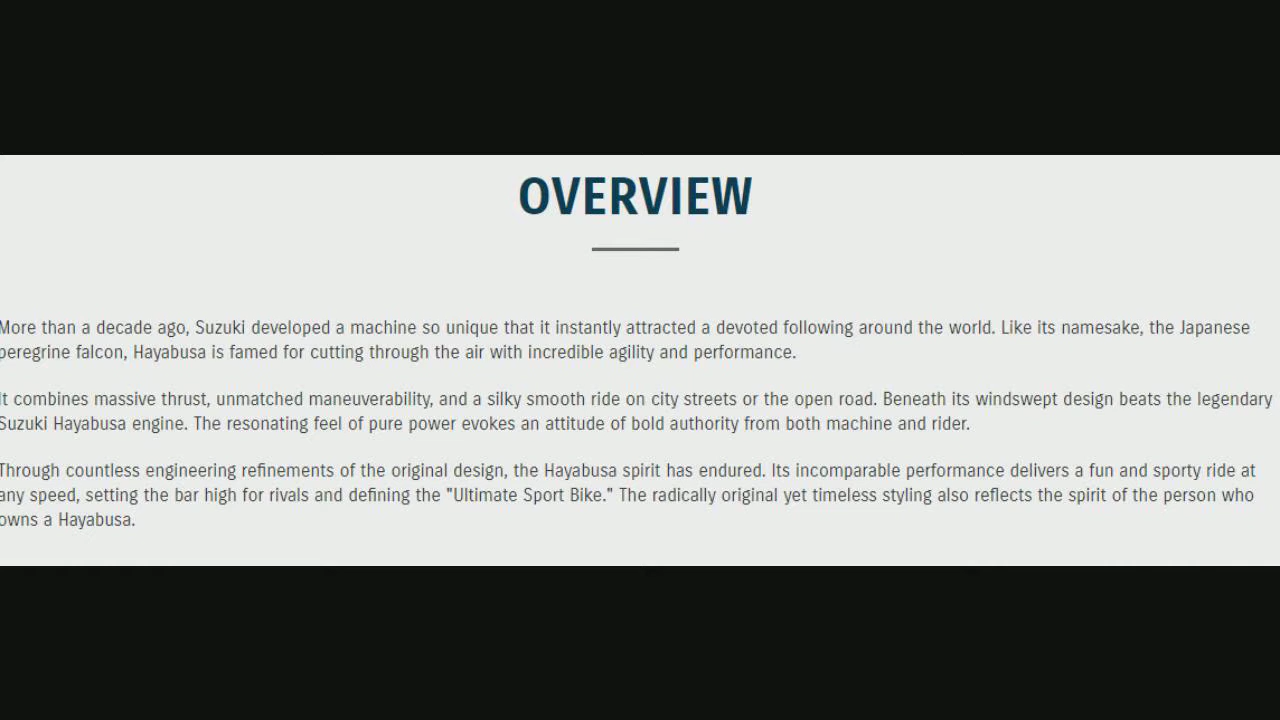 OVERVIEW
More than a decade ago, Suzuki developed a machine so unique that it instantly attracted a devoted following around the world. Like its namesake, the Japanese
peregrine falcon, Hayabusa is famed for cutting through the air with incredible agility and performance.
It combines massive thrust, unmatched maneuverability, and a silky smooth ride on city streets or the open road. Beneath its windswept design beats the legendary
Suzuki Hayabusa engine. The resonating feel of pure power evokes an attitude of bold authority from both machine and rider.
Through countless engineering refinements of the original design, the Hayabusa spirit has endured. Its incomparable performance delivers a fun and sporty ride at
any speed, setting the bar high for rivals and defining the "Ultimate Sport Bike." The radically original yet timeless styling also reflects the spirit of the person who
owns a Hayabusa.